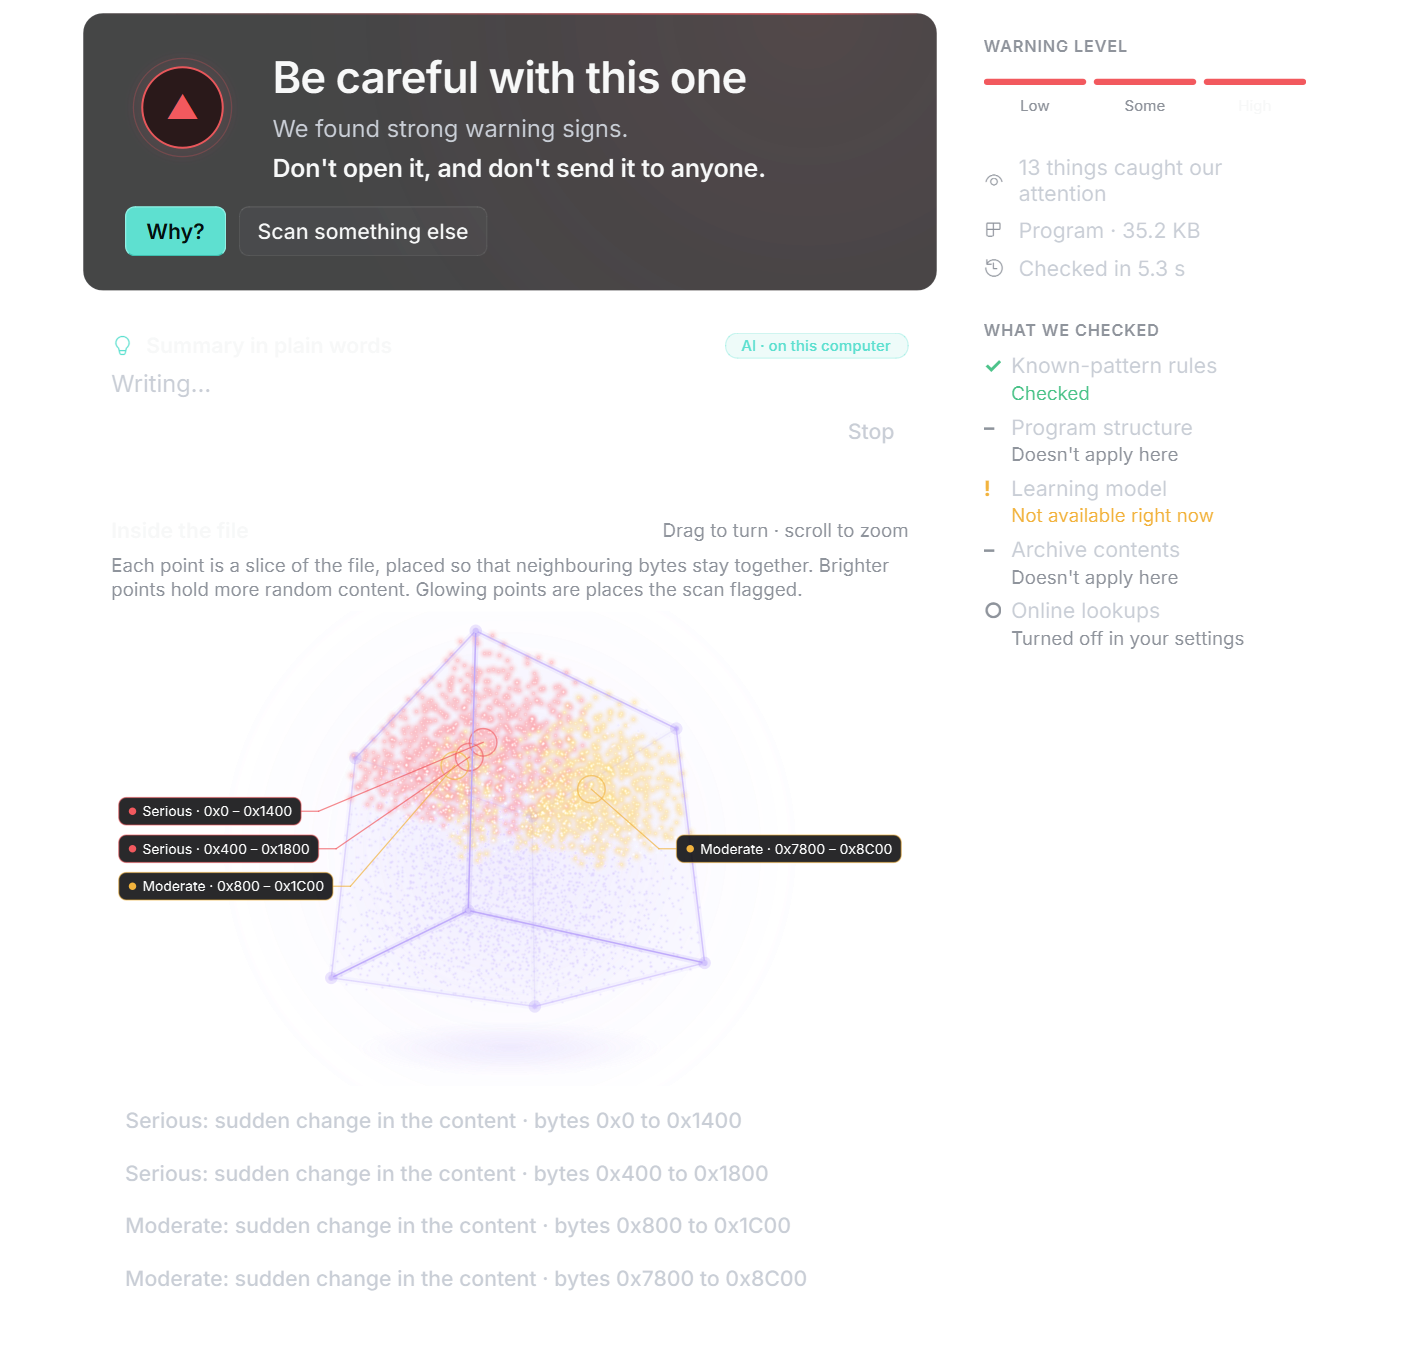 Be careful with this one
We found strong warning signs.
Don't open it, and don't send it to anyone.
Why?
Scan something else
WARNING LEVEL
Low
Some
High
13 things caught our
attention
Program · 35.2 KB
Checked in 5.3 s
WHAT WE CHECKED
Known-pattern rules
Checked
Program structure
Doesn't apply here
! Learning model
Not available right now
Archive contents
Doesn't apply here
Online lookups
Turned off in your settings
Summary in plain words
AI · on this computer
Writing...
Stop
Inside the file
Drag to turn · scroll to zoom
Each point is a slice of the file, placed so that neighbouring bytes stay together. Brighter
points hold more random content. Glowing points are places the scan flagged.
Serious · 0x0 – 0x1400
Serious · 0x400 – 0x1800
Moderate · 0x800 – 0x1C00
Moderate · 0x7800 – 0x8C00
Serious: sudden change in the content · bytes 0x0 to 0x1400
Serious: sudden change in the content · bytes 0x400 to 0x1800
Moderate: sudden change in the content · bytes 0x800 to 0x1C00
Moderate: sudden change in the content · bytes 0x7800 to 0x8C00